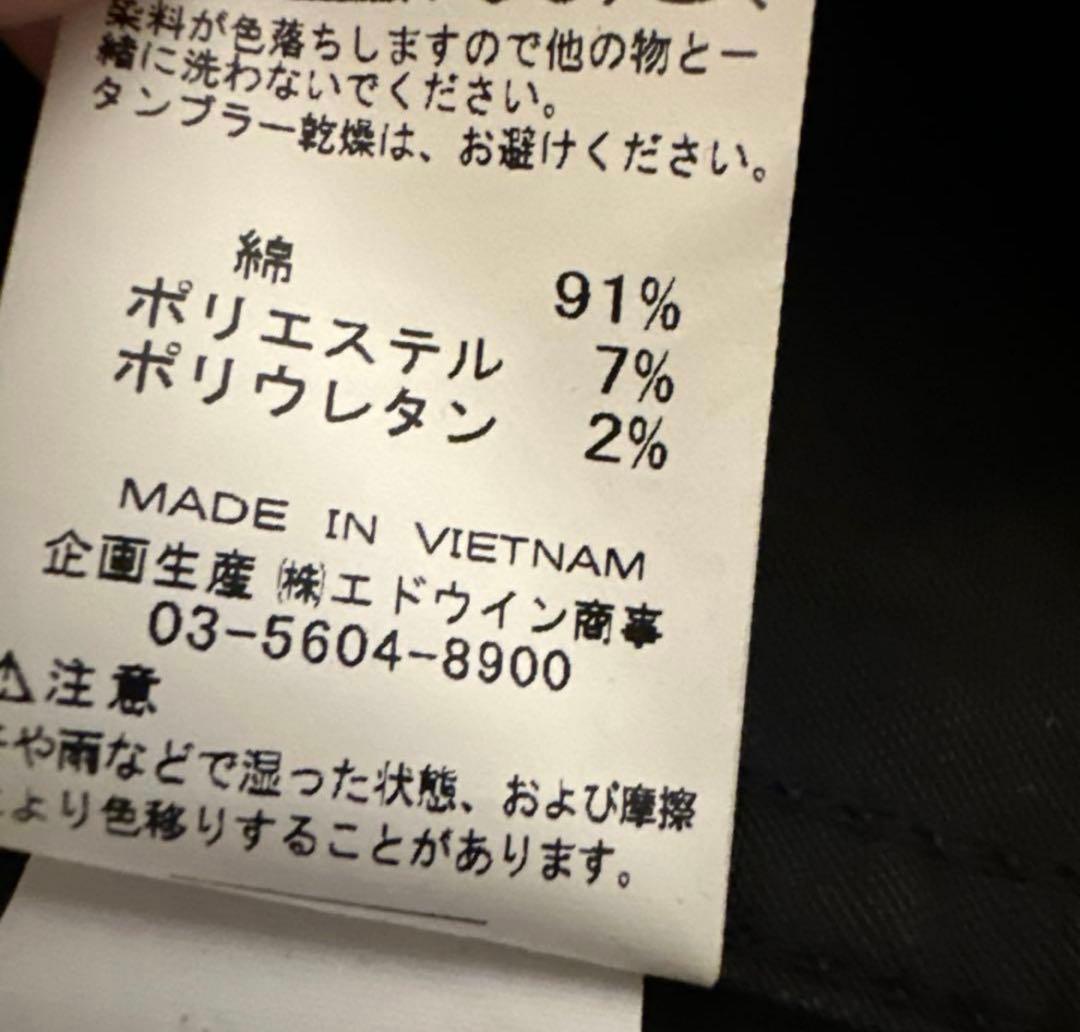 染料が色落ちしますので他の物と一
緒に洗わないでください。
タンブラー乾燥は、お避けください。
綿 91%
ポリエステル 7%
ポリウレタン 2%
MADE IN VIETNAM
企画生産 ㈱エドウイン商事
03-5604-8900
⚠注意
や雨などで湿った状態、および摩擦
より色移りすることがあります。